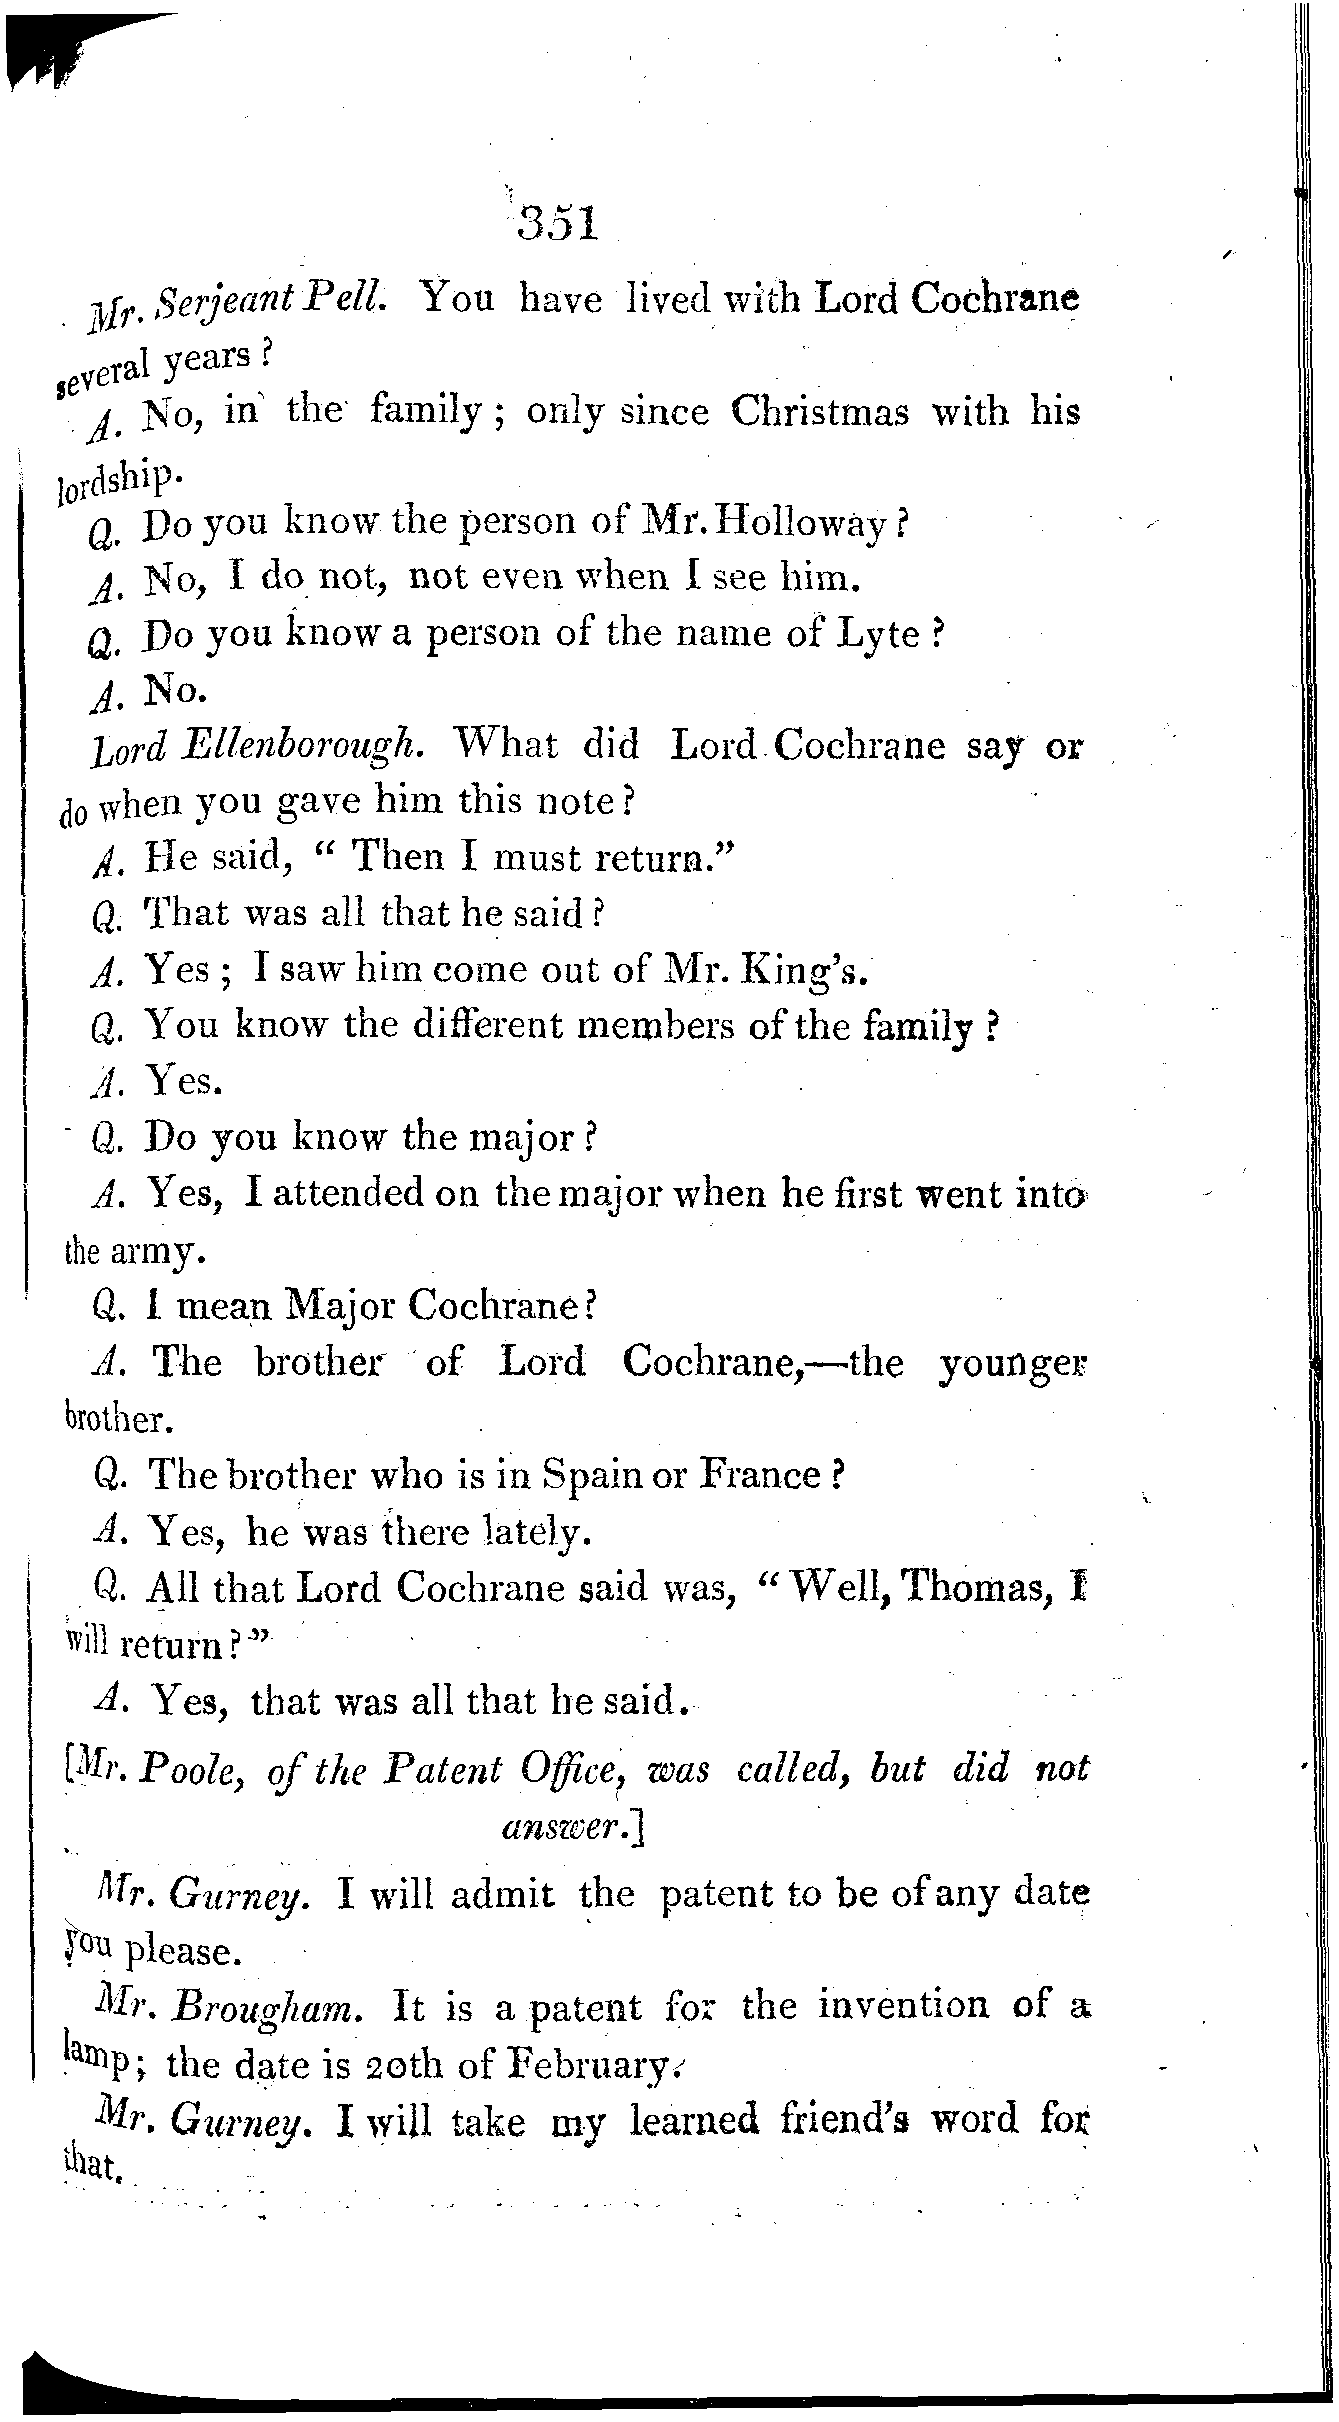 351
Mr. Serjeant Pell. You have lived with Lord Cochrane
several years?
A. No, in the family; only since Christmas with his
lordship.
Q. Do you know the person of Mr. Holloway?
A. No, I do not, not even when I see him.
Q. Do you know a person of the name of Lyte?
A. No.
Lord Ellenborough. What did Lord Cochrane say or
do when you gave him this note?
A. He said, “ Then I must return.”
Q. That was all that he said?
A. Yes; I saw him come out of Mr. King's.
Q. You know the different members of the family?
A. Yes.
Q. Do you know the major?
A. Yes, I attended on the major when he first went into
the army.
Q. I mean Major Cochrane?
A. The brother of Lord Cochrane,—the younger
brother.
Q. The brother who is in Spain or France?
A. Yes, he was there lately.
Q. All that Lord Cochrane said was, “ Well, Thomas, I
will return?”
A. Yes, that was all that he said.
[Mr. Poole, of the Patent Office, was called, but did not
answer.]
Mr. Gurney. I will admit the patent to be of any date
you please.
Mr. Brougham. It is a patent for the invention of a
lamp; the date is 20th of February.
Mr. Gurney. I will take my learned friend's word for
that.